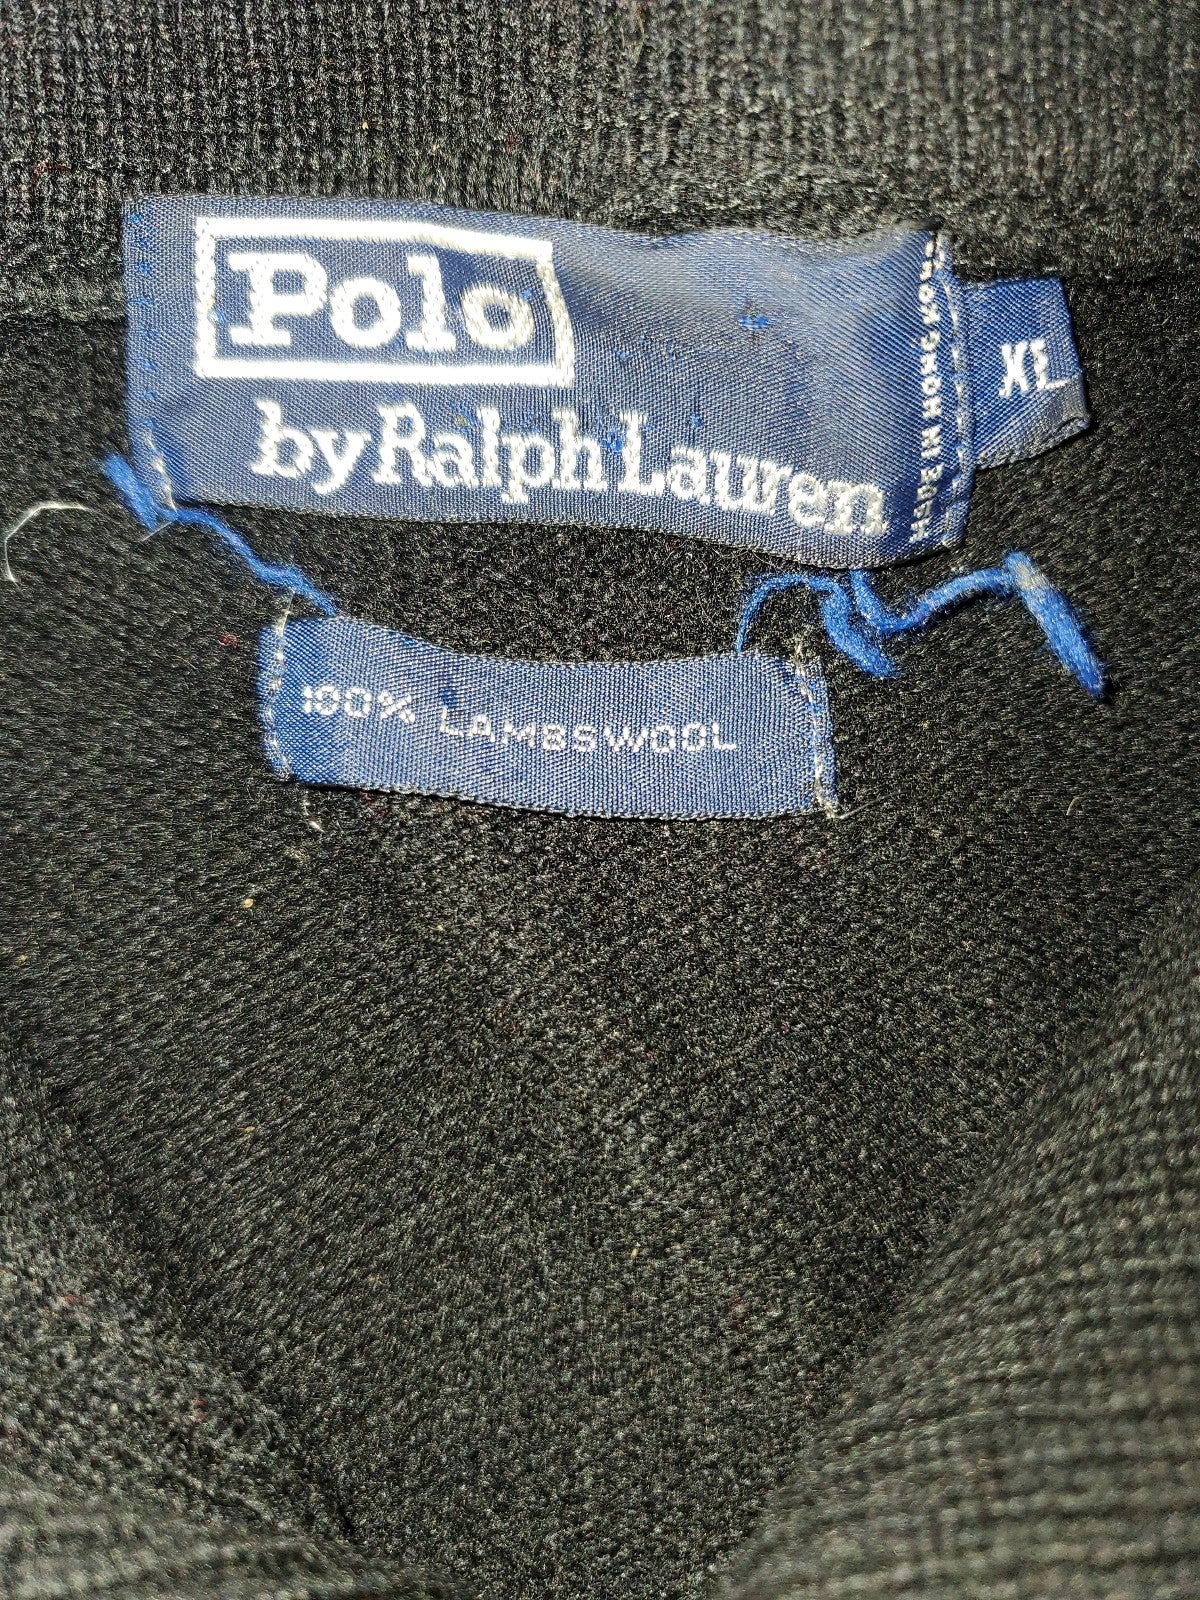 Polo
by Ralph Lauren
MADE IN HONG KONG
XL
100% LAMBSWOOL